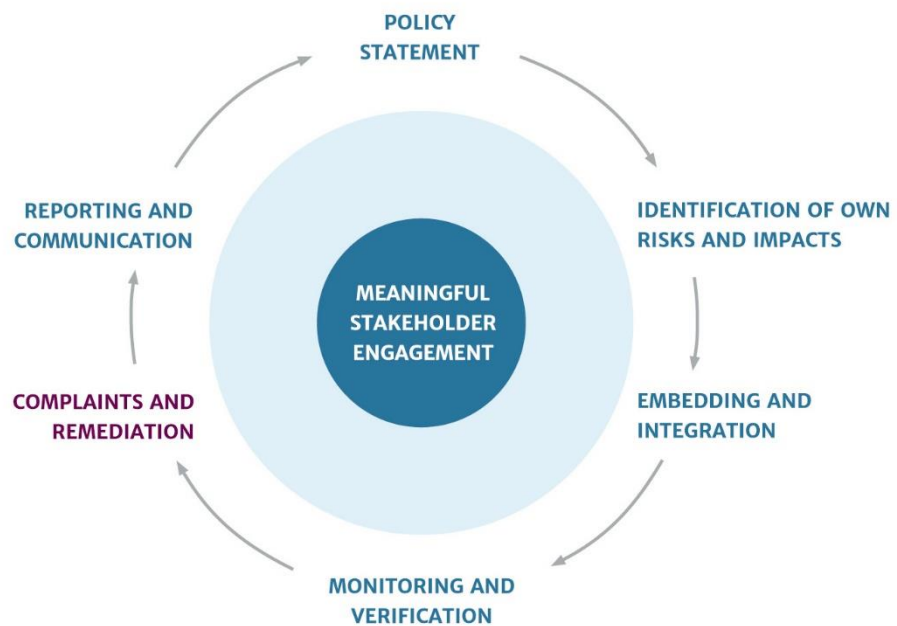 POLICY
STATEMENT
IDENTIFICATION OF OWN
RISKS AND IMPACTS
EMBEDDING AND
INTEGRATION
MONITORING AND
VERIFICATION
COMPLAINTS AND
REMEDIATION
REPORTING AND
COMMUNICATION
MEANINGFUL
STAKEHOLDER
ENGAGEMENT